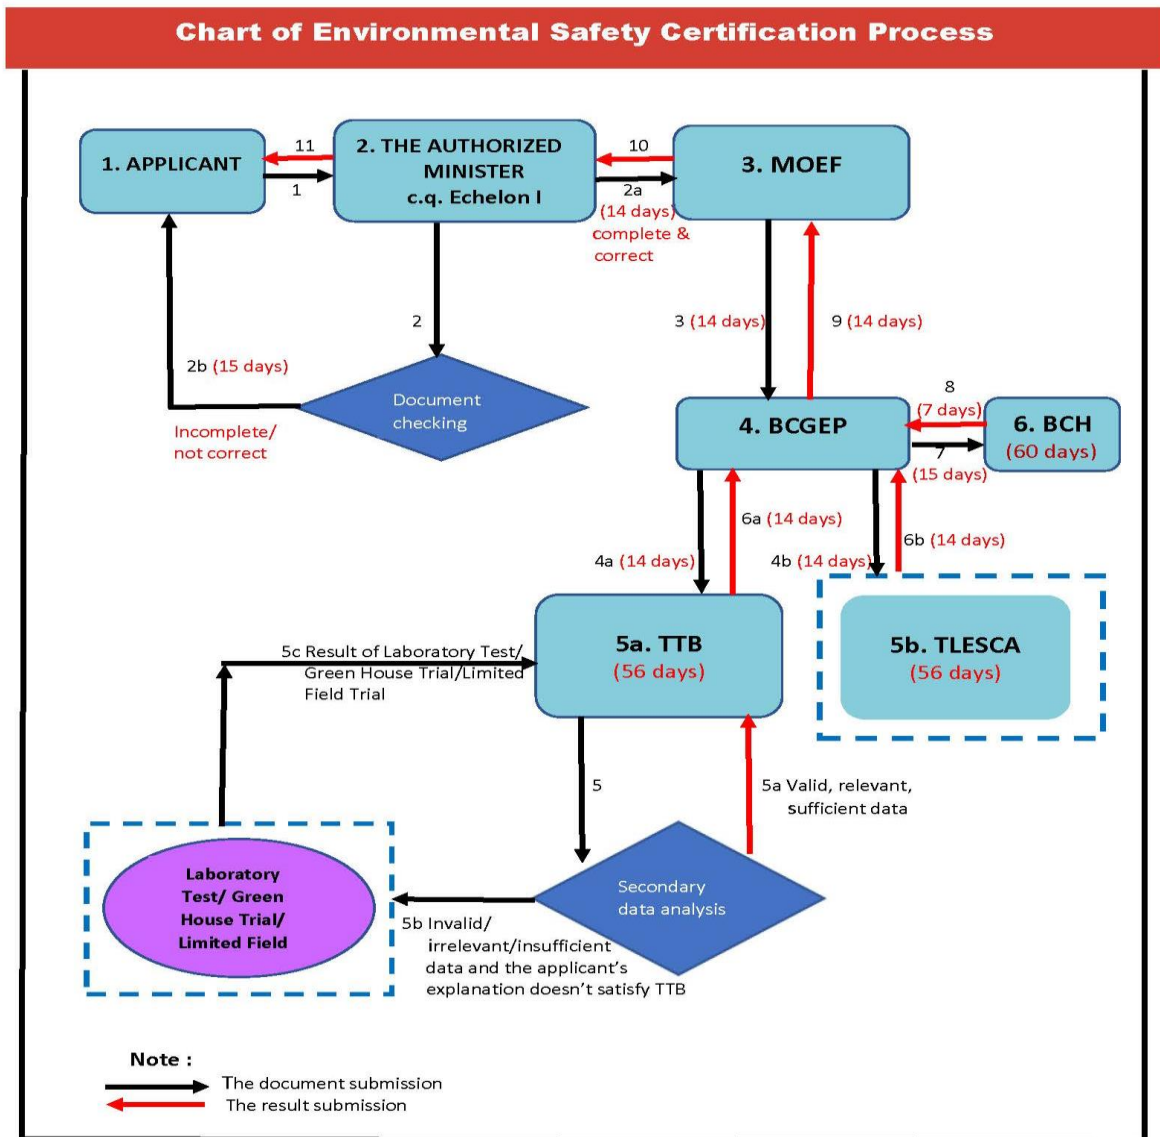 Chart of Environmental Safety Certification Process
1. APPLICANT
11
1
2. THE AUTHORIZED
MINISTER
c.q. Echelon I
10
2a
(14 days)
complete &
correct
3. MOEF
2
2b (15 days)
Incomplete/
not correct
Document
checking
3 (14 days)
9 (14 days)
4. BCGEP
8
(7 days)
7
(15 days)
6. BCH
(60 days)
4a (14 days)
6a (14 days)
4b (14 days)
6b (14 days)
5a. TTB
(56 days)
5b. TLESCA
(56 days)
5c Result of Laboratory Test/
Green House Trial/Limited
Field Trial
5
5a Valid, relevant,
sufficient data
Secondary
data analysis
Laboratory
Test/ Green
House Trial/
Limited Field
5b Invalid/
irrelevant/insufficient
data and the applicant's
explanation doesn't satisfy TTB
Note :
The document submission
The result submission